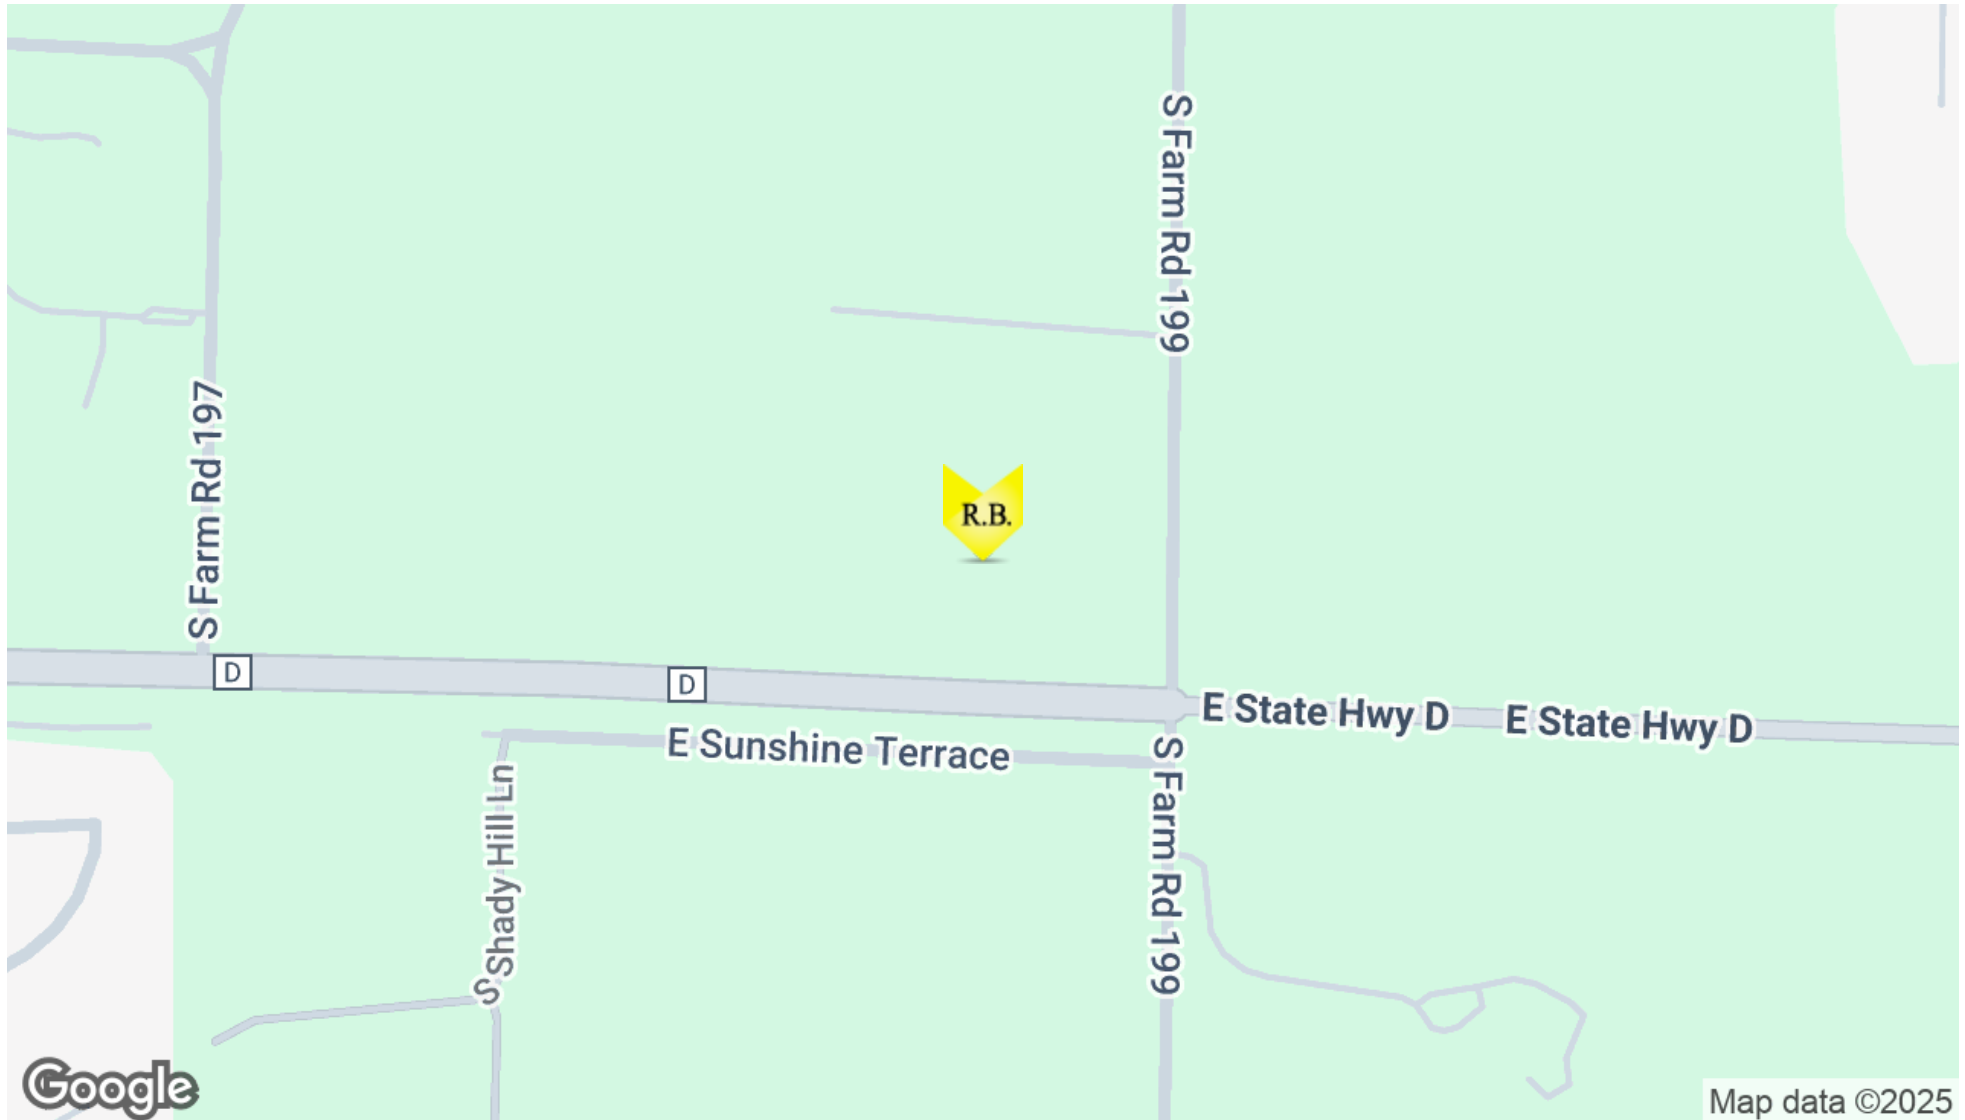 S Farm Rd 199
S Farm Rd 197
R.B.
D
D
E State Hwy D
E State Hwy D
E Sunshine Terrace
S Shady Hill Ln
S Farm Rd 199
Google
Map data ©2025